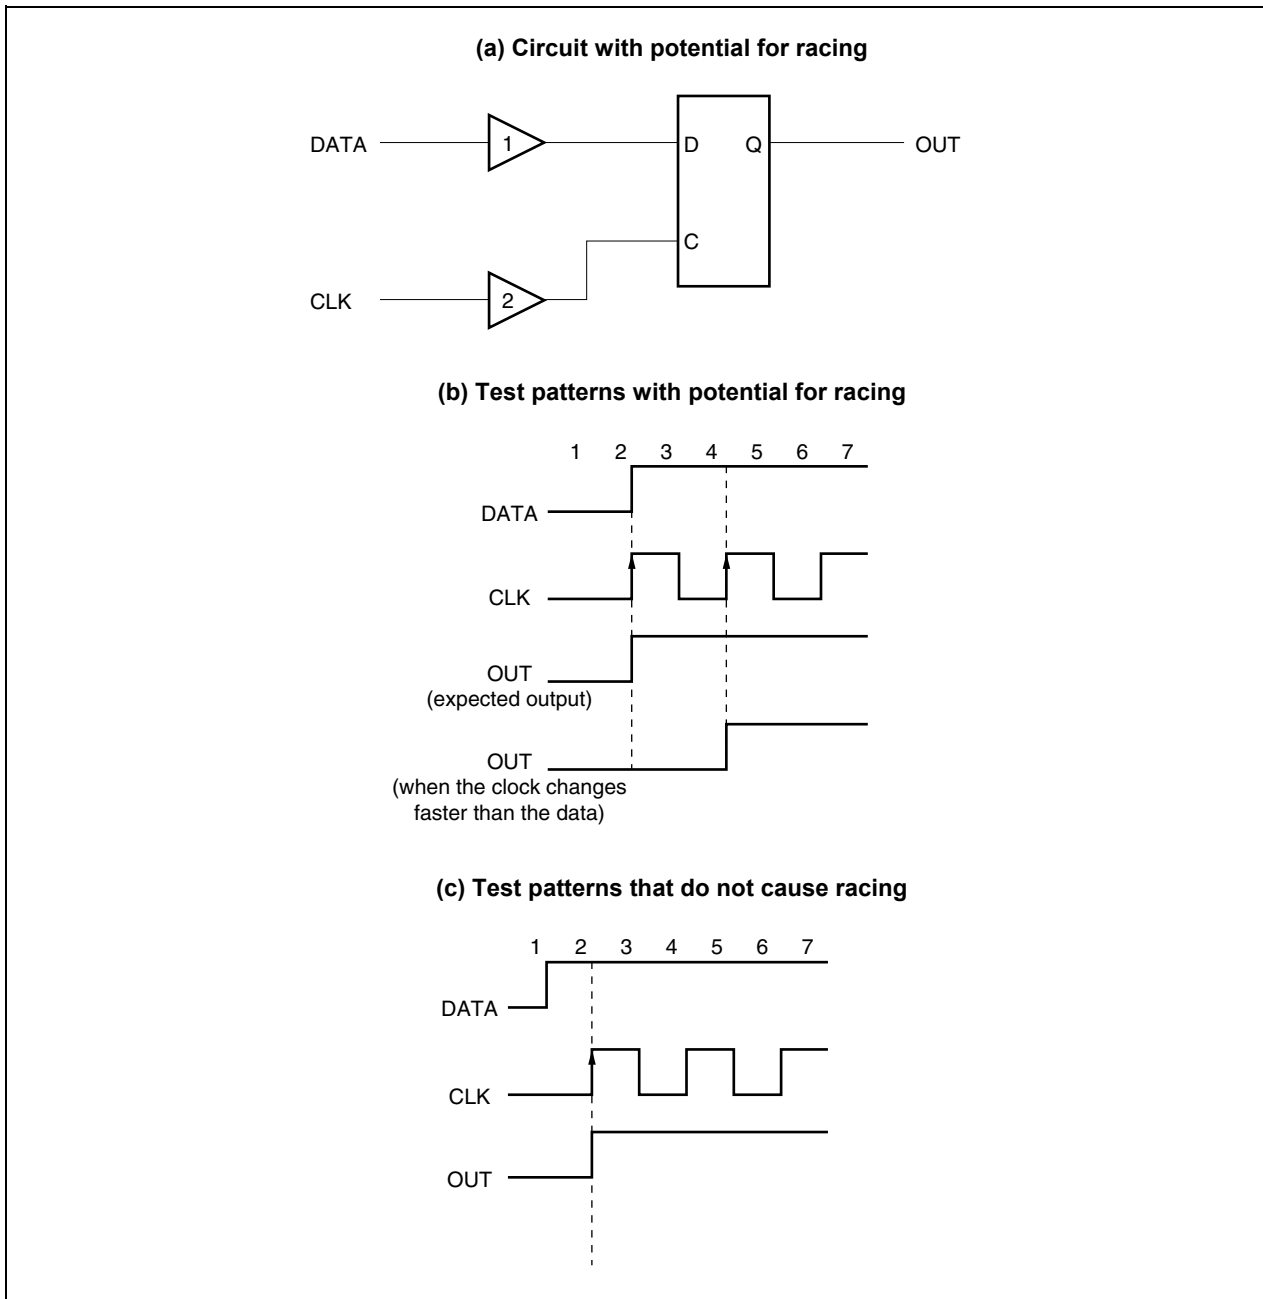 (a) Circuit with potential for racing
DATA 1 D Q OUT
C
CLK 2
(b) Test patterns with potential for racing
1 2 3 4 5 6 7
DATA
CLK
OUT
(expected output)
OUT
(when the clock changes
faster than the data)
(c) Test patterns that do not cause racing
1 2 3 4 5 6 7
DATA
CLK
OUT